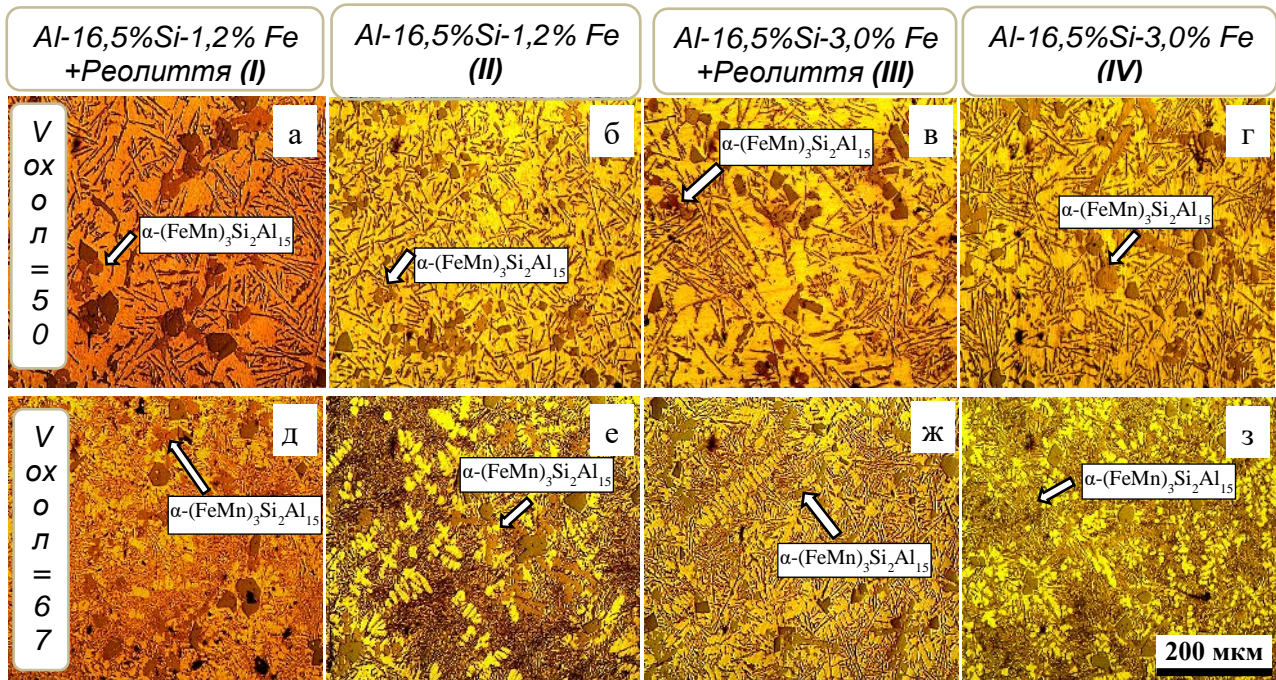 Al-16,5%Si-1,2% Fe
+Реолиття (I)
Al-16,5%Si-1,2% Fe
(II)
Al-16,5%Si-3,0% Fe
+Реолиття (III)
Al-16,5%Si-3,0% Fe
(IV)
V
ох
о
л
=
5
0
а
α-(FeMn)₃Si₂Al₁₅
б
α-(FeMn)₃Si₂Al₁₅
в
α-(FeMn)₃Si₂Al₁₅
г
α-(FeMn)₃Si₂Al₁₅
V
ох
о
л
=
6
7
д
α-(FeMn)₃Si₂Al₁₅
е
α-(FeMn)₃Si₂Al₁₅
ж
α-(FeMn)₃Si₂Al₁₅
з
α-(FeMn)₃Si₂Al₁₅
200 мкм